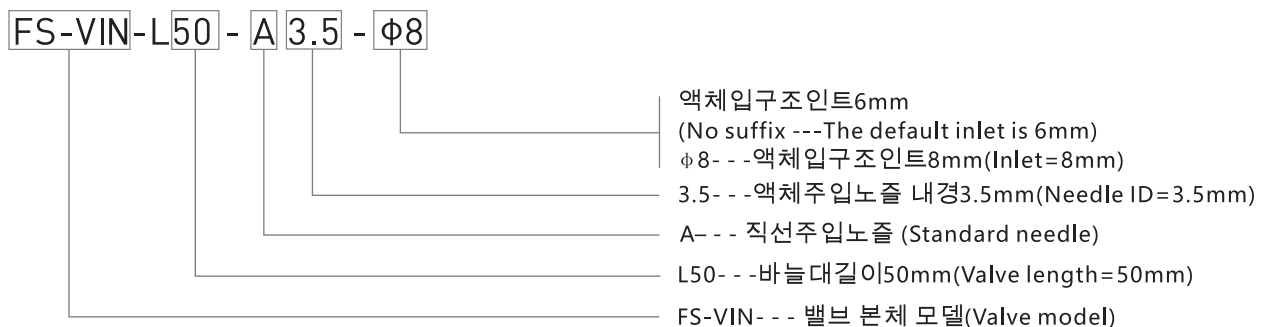 FS-VIN-L50 - A 3.5 - Φ8
액체입구조인트6mm
(No suffix ---The default inlet is 6mm)
φ8- - -액체입구조인트8mm(Inlet=8mm)
3.5- - -액체주입노즐 내경3.5mm(Needle ID=3.5mm)
A– - - 직선주입노즐 (Standard needle)
L50- - -바늘대길이50mm(Valve length=50mm)
FS-VIN- - - 밸브 본체 모델(Valve model)